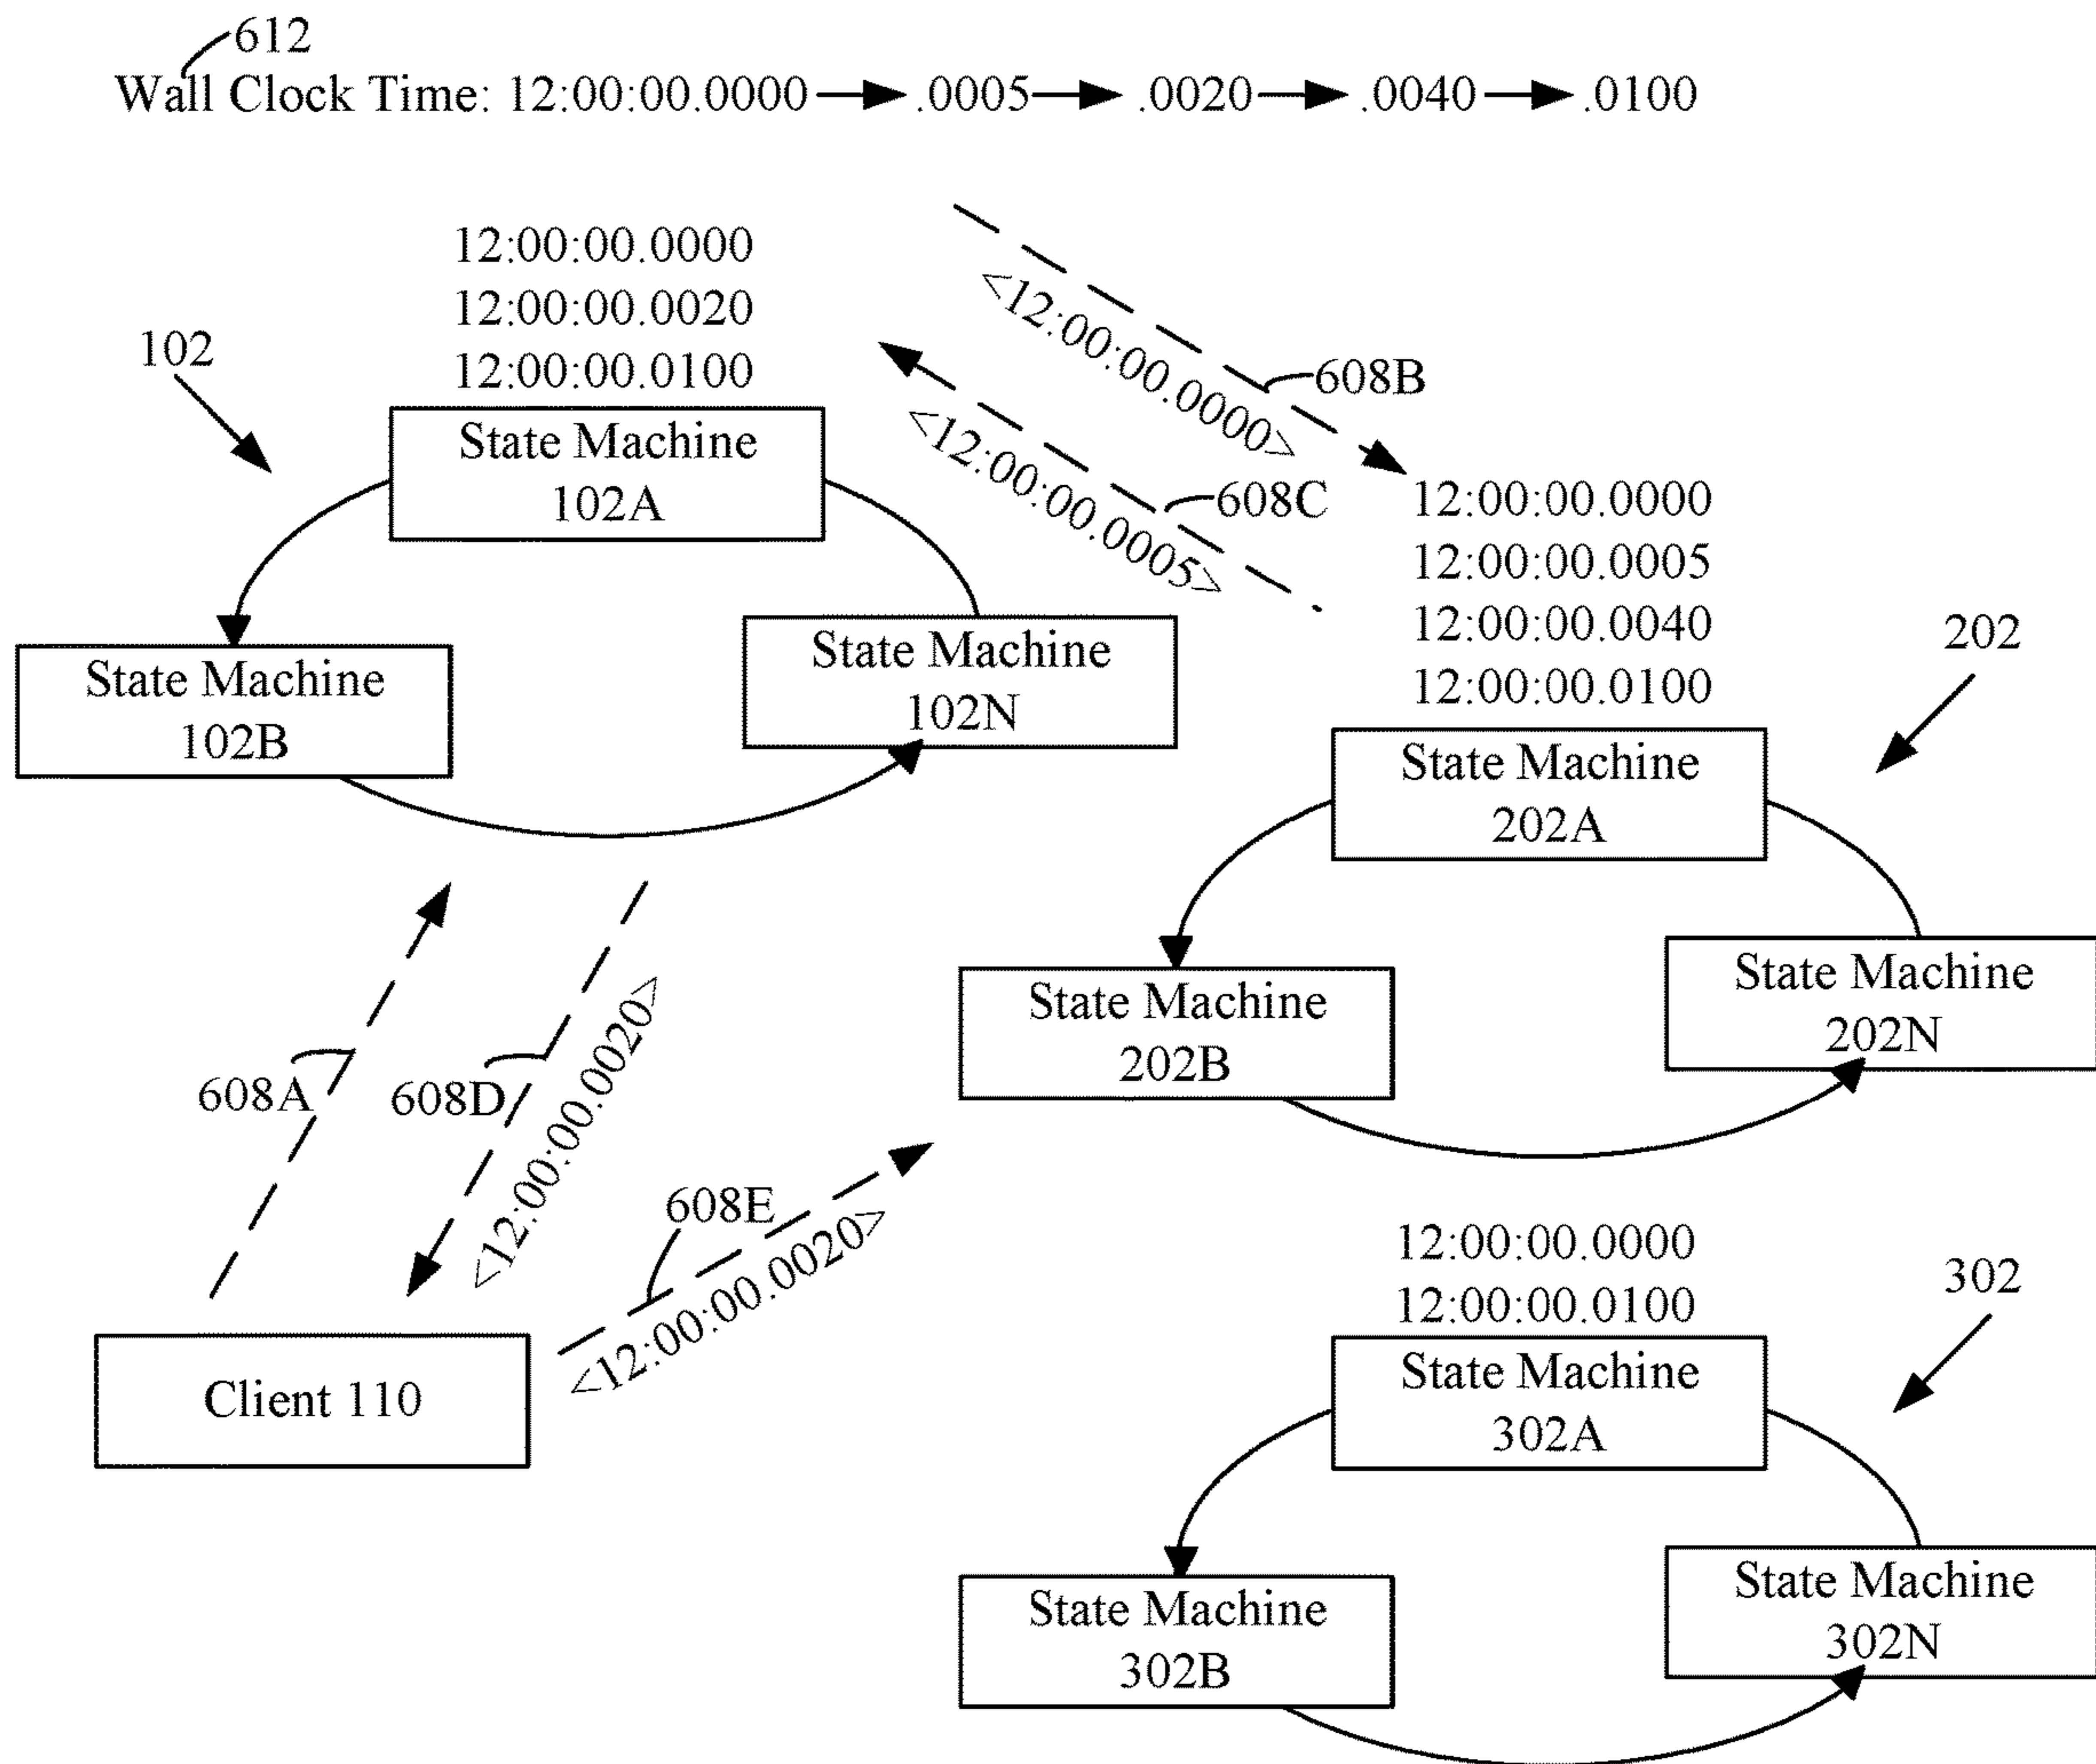 612
Wall Clock Time: 12:00:00.0000 .0005 .0020 .0040 .0100
12:00:00.0000
12:00:00.0020
12:00:00.0100
102
State Machine
102A
<12:00:00.0000>
608B
<12:00:00.0005>
608C
12:00:00.0000
12:00:00.0005
12:00:00.0040
12:00:00.0100
202
State Machine
102B
State Machine
102N
State Machine
202A
State Machine
202B
State Machine
202N
608A
608D
<12:00:00.0020>
608E
<12:00:00.0020>
12:00:00.0000
12:00:00.0100
302
Client 110
State Machine
302A
State Machine
302B
State Machine
302N